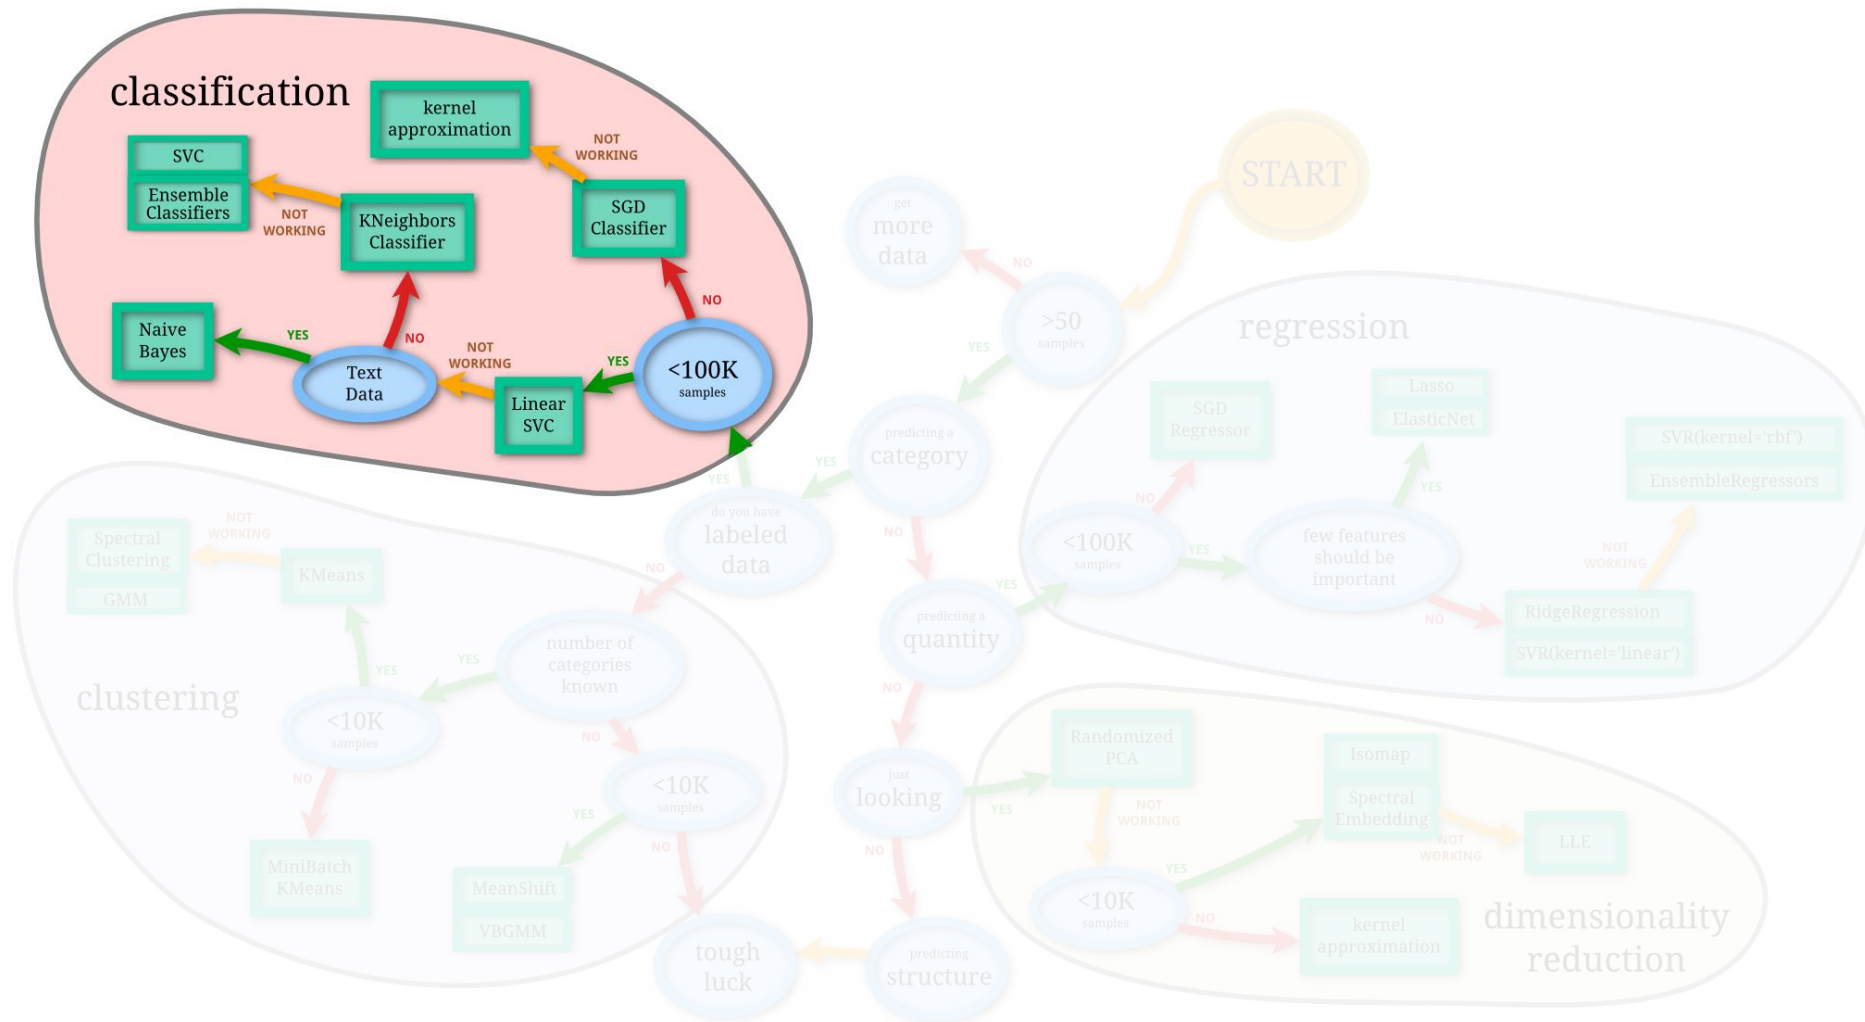 classification
kernel
approximation
NOT
WORKING
SVC
Ensemble
Classifiers
NOT
WORKING
KNeighbors
Classifier
SGD
Classifier
NO
Naive
Bayes
YES
NO
Text
Data
NOT
WORKING
Linear
SVC
YES
<100K
samples
START
get
more
data
NO
>50
samples
YES
predicting a
category
YES
NO
YES
do you have
labeled
data
NO
regression
SGD
Regressor
NO
<100K
samples
YES
Lasso
ElasticNet
YES
few features
should be
important
NO
SVR(kernel='rbf')
EnsembleRegressors
NOT
WORKING
RidgeRegression
SVR(kernel='linear')
YES
predicting a
quantity
NO
clustering
Spectral
Clustering
GMM
NOT
WORKING
KMeans
YES
YES
number of
categories
known
<10K
samples
NO
NO
MiniBatch
KMeans
<10K
samples
YES
NO
MeanShift
VBGMM
tough
luck
just
looking
YES
NO
predicting
structure
Randomized
PCA
NOT
WORKING
<10K
samples
YES
NO
Isomap
Spectral
Embedding
NOT
WORKING
LLE
kernel
approximation
dimensionality
reduction